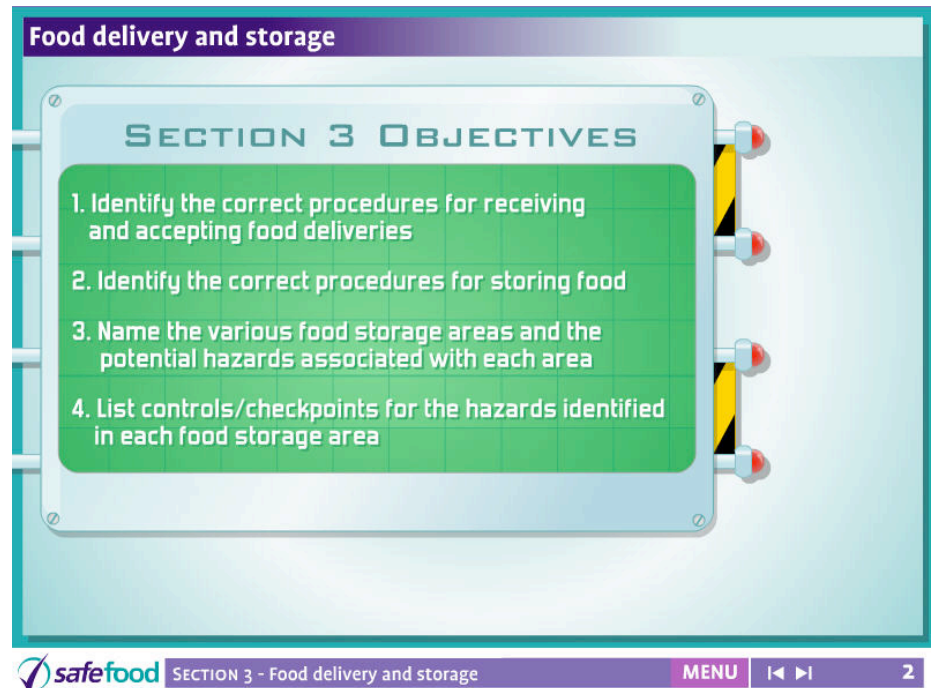 Food delivery and storage
SECTION 3 OBJECTIVES
1. Identify the correct procedures for receiving
and accepting food deliveries
2. Identify the correct procedures for storing food
3. Name the various food storage areas and the
potential hazards associated with each area
4. List controls/checkpoints for the hazards identified
in each food storage area
safefood SECTION 3 - Food delivery and storage MENU 2